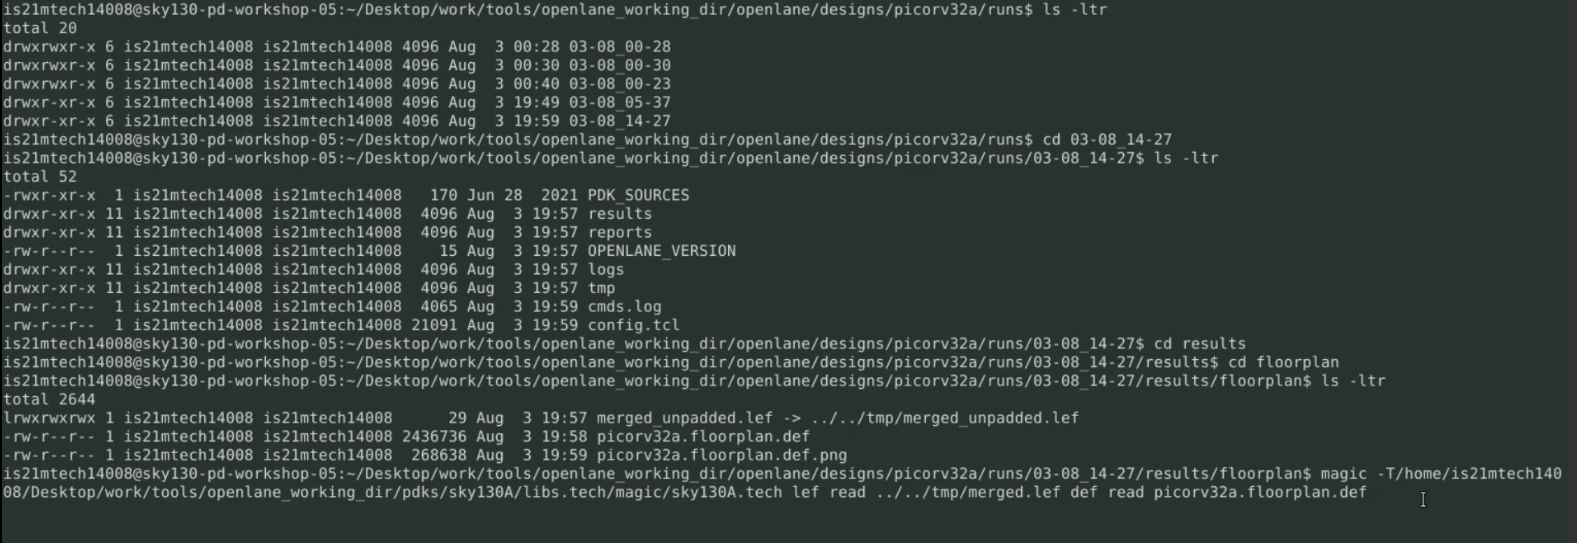 is21mtech14008@sky130-pd-workshop-05:~/Desktop/work/tools/openlane_working_dir/openlane/designs/picorv32a/runs$ ls -ltr
total 20
drwxrwxr-x 6 is21mtech14008 is21mtech14008 4096 Aug  3 00:28 03-08_00-28
drwxrwxr-x 6 is21mtech14008 is21mtech14008 4096 Aug  3 00:30 03-08_00-30
drwxrwxr-x 6 is21mtech14008 is21mtech14008 4096 Aug  3 00:40 03-08_00-23
drwxr-xr-x 6 is21mtech14008 is21mtech14008 4096 Aug  3 19:49 03-08_05-37
drwxr-xr-x 6 is21mtech14008 is21mtech14008 4096 Aug  3 19:59 03-08_14-27
is21mtech14008@sky130-pd-workshop-05:~/Desktop/work/tools/openlane_working_dir/openlane/designs/picorv32a/runs$ cd 03-08_14-27
is21mtech14008@sky130-pd-workshop-05:~/Desktop/work/tools/openlane_working_dir/openlane/designs/picorv32a/runs/03-08_14-27$ ls -ltr
total 52
-rwxr-xr-x  1 is21mtech14008 is21mtech14008   170 Jun 28  2021 PDK_SOURCES
drwxr-xr-x 11 is21mtech14008 is21mtech14008  4096 Aug  3 19:57 results
drwxr-xr-x 11 is21mtech14008 is21mtech14008  4096 Aug  3 19:57 reports
-rw-r--r--  1 is21mtech14008 is21mtech14008    15 Aug  3 19:57 OPENLANE_VERSION
drwxr-xr-x 11 is21mtech14008 is21mtech14008  4096 Aug  3 19:57 logs
drwxr-xr-x 11 is21mtech14008 is21mtech14008  4096 Aug  3 19:57 tmp
-rw-r--r--  1 is21mtech14008 is21mtech14008  4065 Aug  3 19:59 cmds.log
-rw-r--r--  1 is21mtech14008 is21mtech14008 21091 Aug  3 19:59 config.tcl
is21mtech14008@sky130-pd-workshop-05:~/Desktop/work/tools/openlane_working_dir/openlane/designs/picorv32a/runs/03-08_14-27$ cd results
is21mtech14008@sky130-pd-workshop-05:~/Desktop/work/tools/openlane_working_dir/openlane/designs/picorv32a/runs/03-08_14-27/results$ cd floorplan
is21mtech14008@sky130-pd-workshop-05:~/Desktop/work/tools/openlane_working_dir/openlane/designs/picorv32a/runs/03-08_14-27/results/floorplan$ ls -ltr
total 2644
lrwxrwxrwx 1 is21mtech14008 is21mtech14008      29 Aug  3 19:57 merged_unpadded.lef -> ../../tmp/merged_unpadded.lef
-rw-r--r-- 1 is21mtech14008 is21mtech14008 2436736 Aug  3 19:58 picorv32a.floorplan.def
-rw-r--r-- 1 is21mtech14008 is21mtech14008  268638 Aug  3 19:59 picorv32a.floorplan.def.png
is21mtech14008@sky130-pd-workshop-05:~/Desktop/work/tools/openlane_working_dir/openlane/designs/picorv32a/runs/03-08_14-27/results/floorplan$ magic -T/home/is21mtech140
08/Desktop/work/tools/openlane_working_dir/pdks/sky130A/libs.tech/magic/sky130A.tech lef read ../../tmp/merged.lef def read picorv32a.floorplan.def